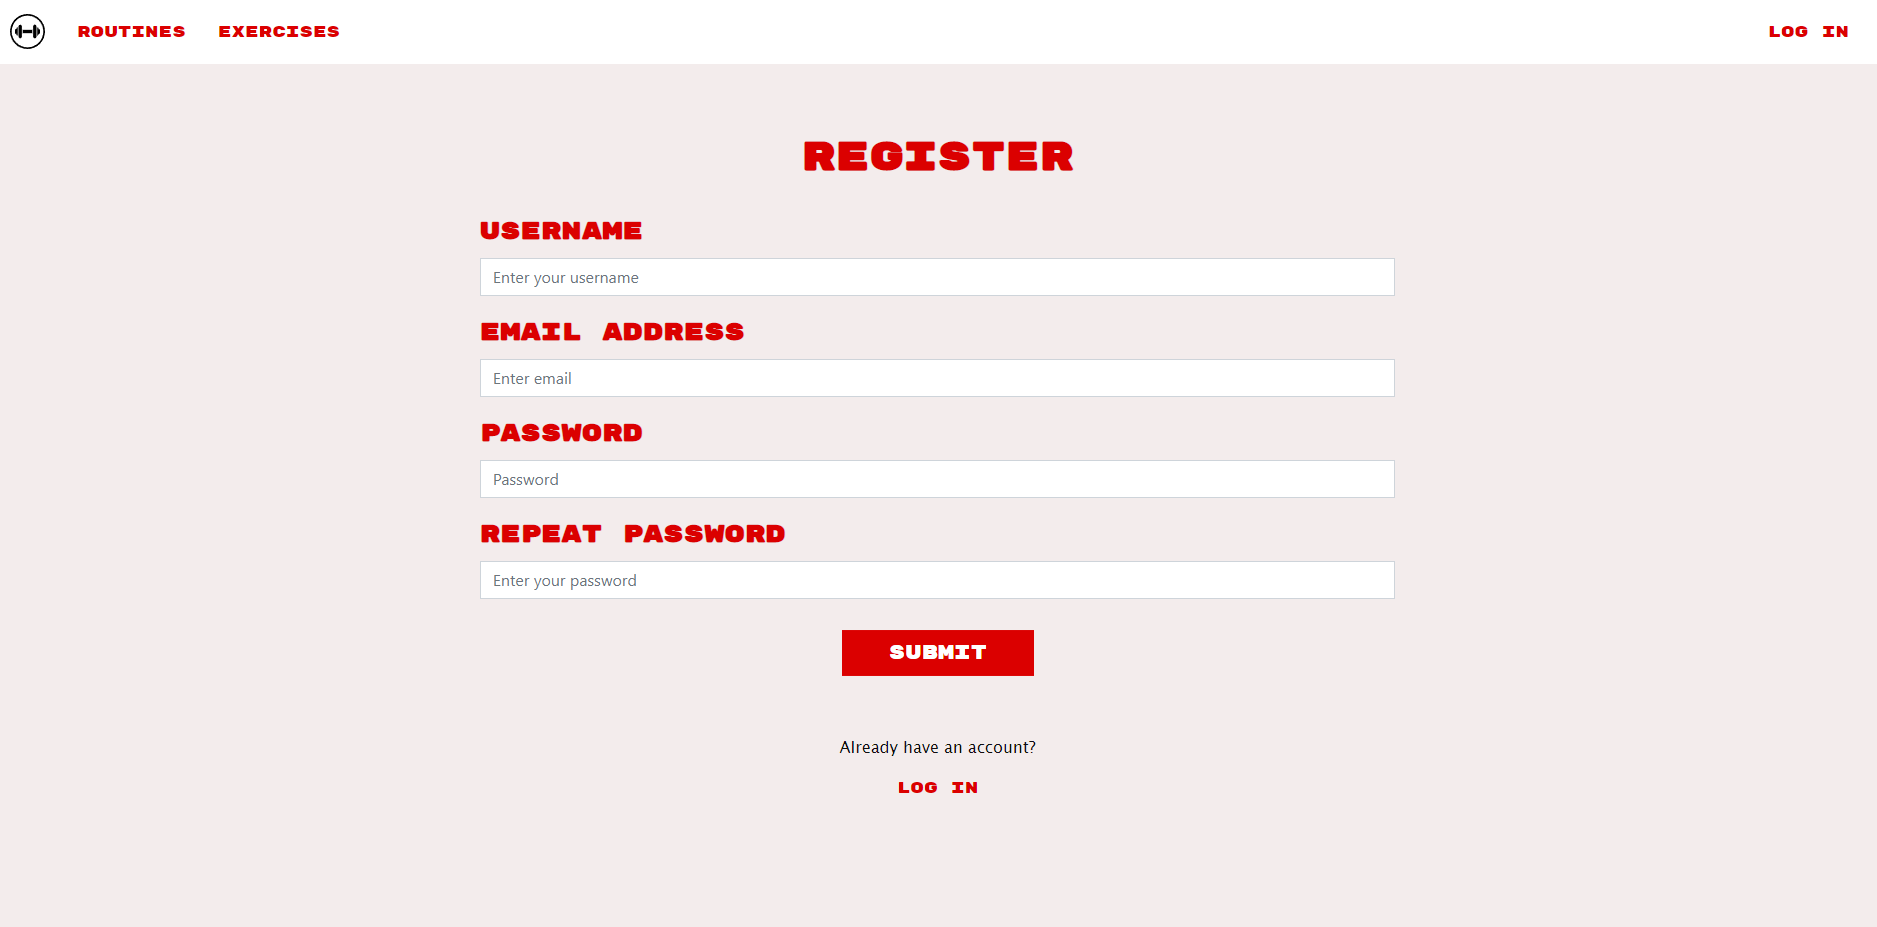 ROUTINES EXERCISES LOG IN
REGISTER
USERNAME
Enter your username
EMAIL ADDRESS
Enter email
PASSWORD
Password
REPEAT PASSWORD
Enter your password
SUBMIT
Already have an account?
LOG IN